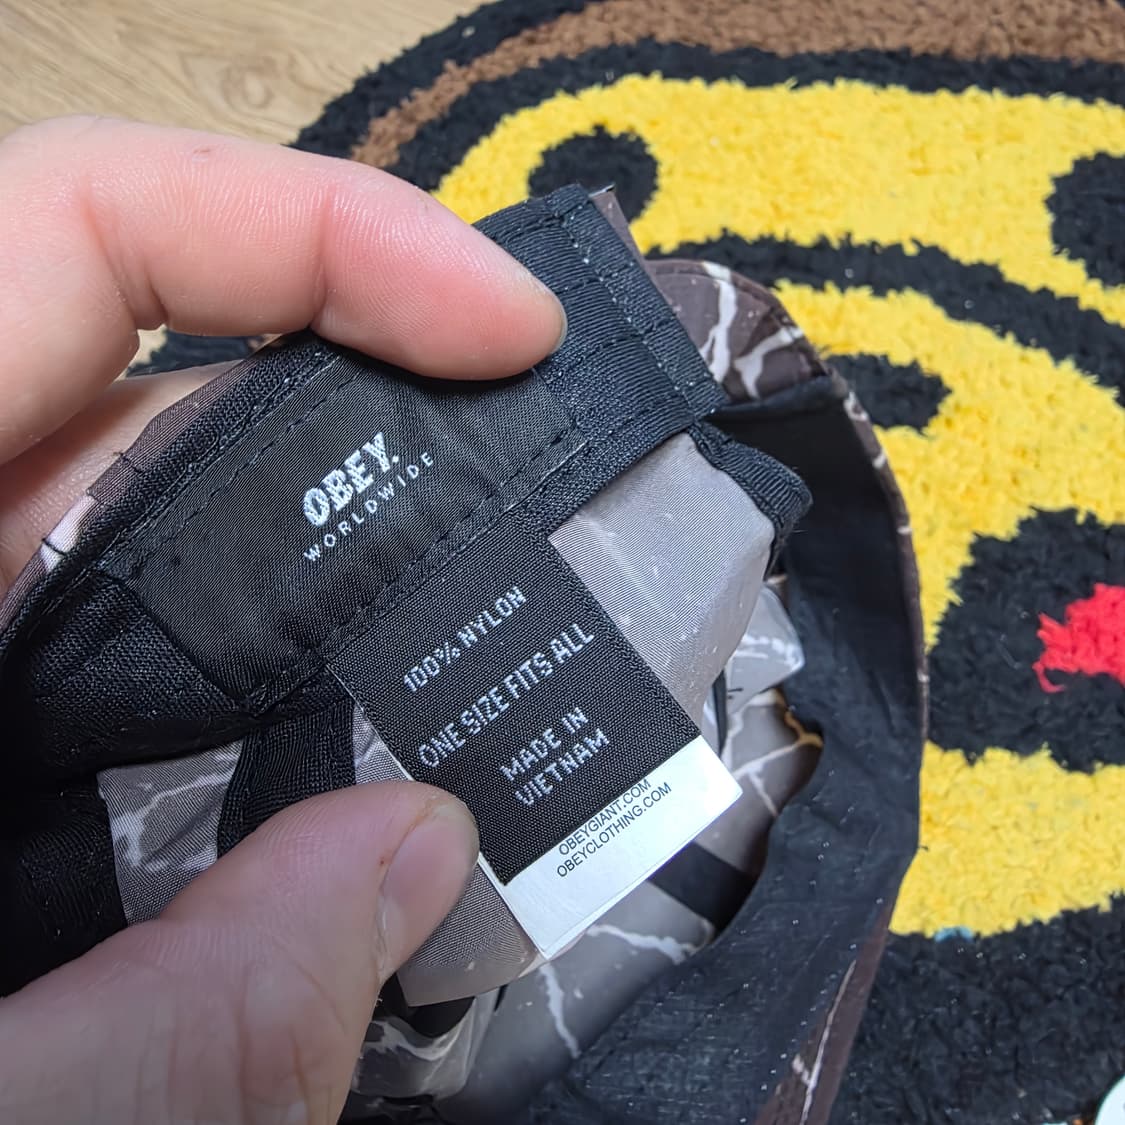 OBEY.
WORLDWIDE
100% NYLON
ONE SIZE FITS ALL
MADE IN
VIETNAM
OBEYGIANT.COM
OBEYCLOTHING.COM